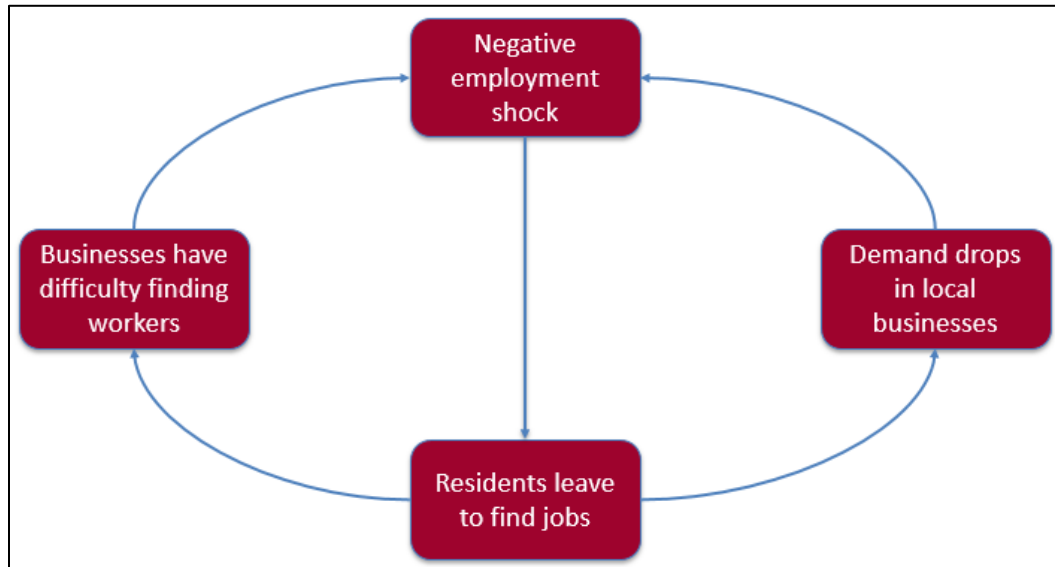 Negative
employment
shock
Businesses have
difficulty finding
workers
Demand drops
in local
businesses
Residents leave
to find jobs